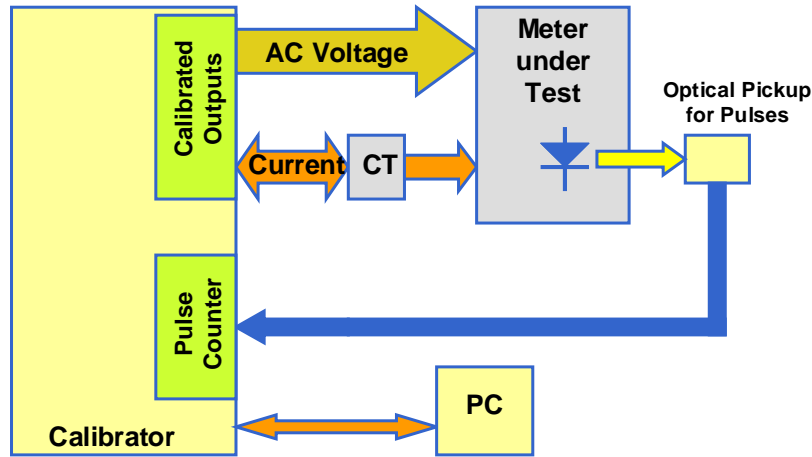 Calibrated
Outputs
AC Voltage
Meter
under
Test
Optical Pickup
for Pulses
Current
CT
Pulse
Counter
PC
Calibrator